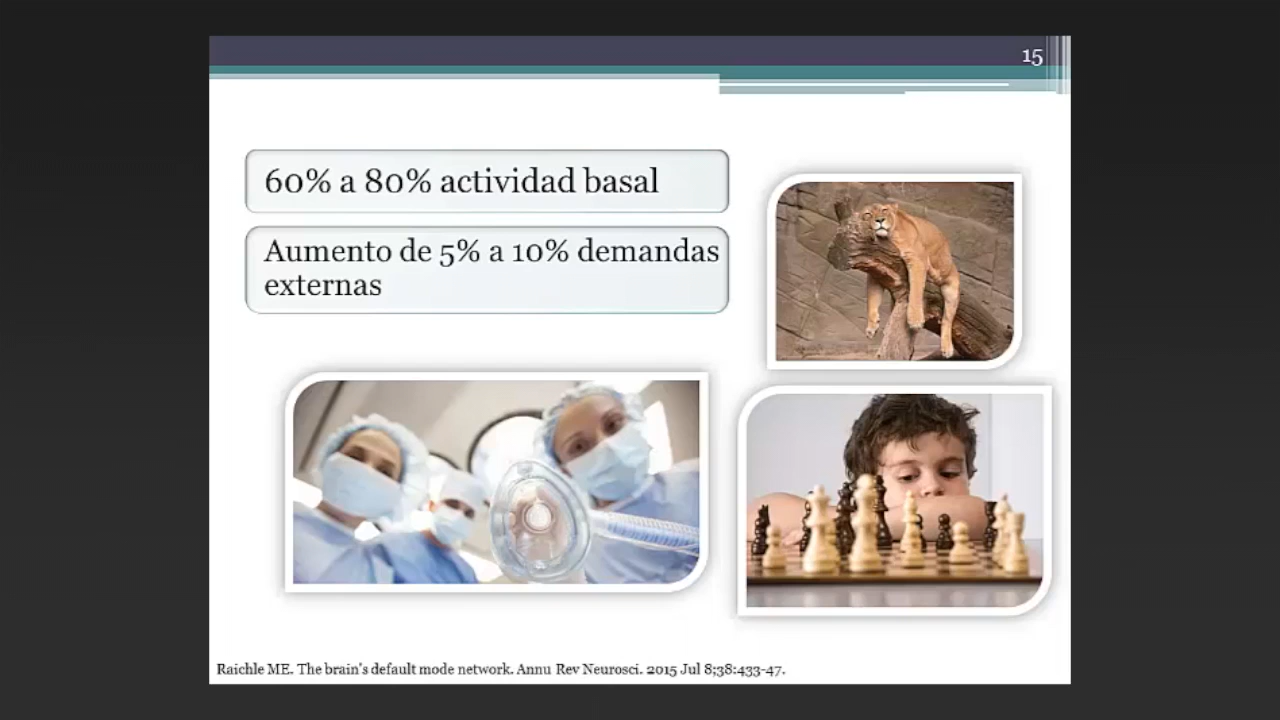 15
60% a 80% actividad basal
Aumento de 5% a 10% demandas
externas
Raichle ME. The brain's default mode network. Annu Rev Neurosci. 2015 Jul 8;38:433-47.